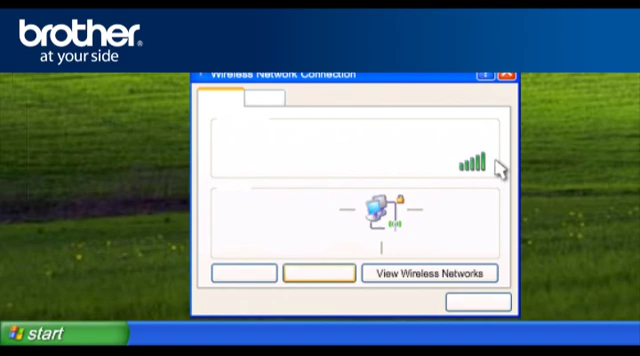 brother
at your side
Wireless Network Connection
View Wireless Networks
start